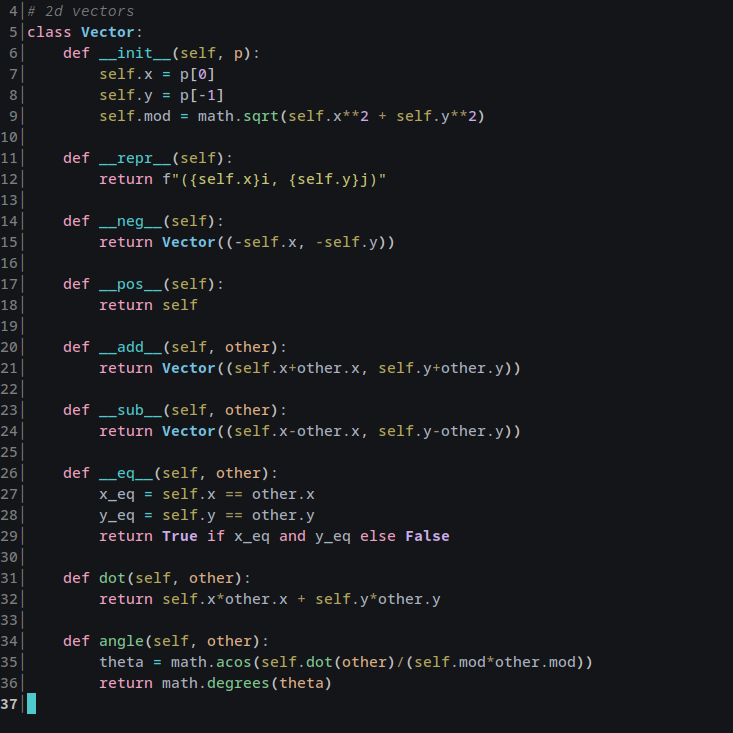 4 # 2d vectors
5 class Vector:
6     def __init__(self, p):
7         self.x = p[0]
8         self.y = p[-1]
9         self.mod = math.sqrt(self.x**2 + self.y**2)
10
11     def __repr__(self):
12         return f"({self.x}i, {self.y}j)"
13
14     def __neg__(self):
15         return Vector((-self.x, -self.y))
16
17     def __pos__(self):
18         return self
19
20     def __add__(self, other):
21         return Vector((self.x+other.x, self.y+other.y))
22
23     def __sub__(self, other):
24         return Vector((self.x-other.x, self.y-other.y))
25
26     def __eq__(self, other):
27         x_eq = self.x == other.x
28         y_eq = self.y == other.y
29         return True if x_eq and y_eq else False
30
31     def dot(self, other):
32         return self.x*other.x + self.y*other.y
33
34     def angle(self, other):
35         theta = math.acos(self.dot(other)/(self.mod*other.mod))
36         return math.degrees(theta)
37